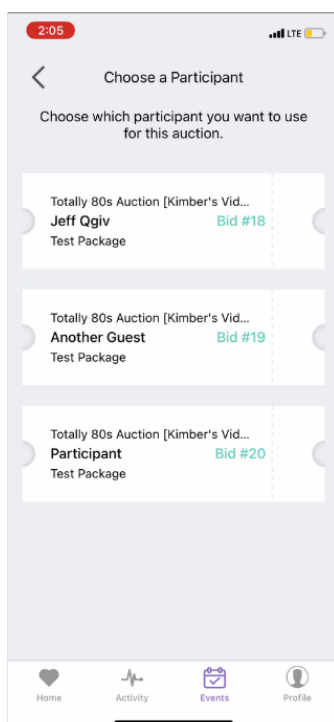 2:05
LTE
Choose a Participant
Choose which participant you want to use
for this auction.
Totally 80s Auction [Kimber's Vid...
Jeff Qgiv Bid #18
Test Package
Totally 80s Auction [Kimber's Vid...
Another Guest Bid #19
Test Package
Totally 80s Auction [Kimber's Vid...
Participant Bid #20
Test Package
Home Activity Events Profile